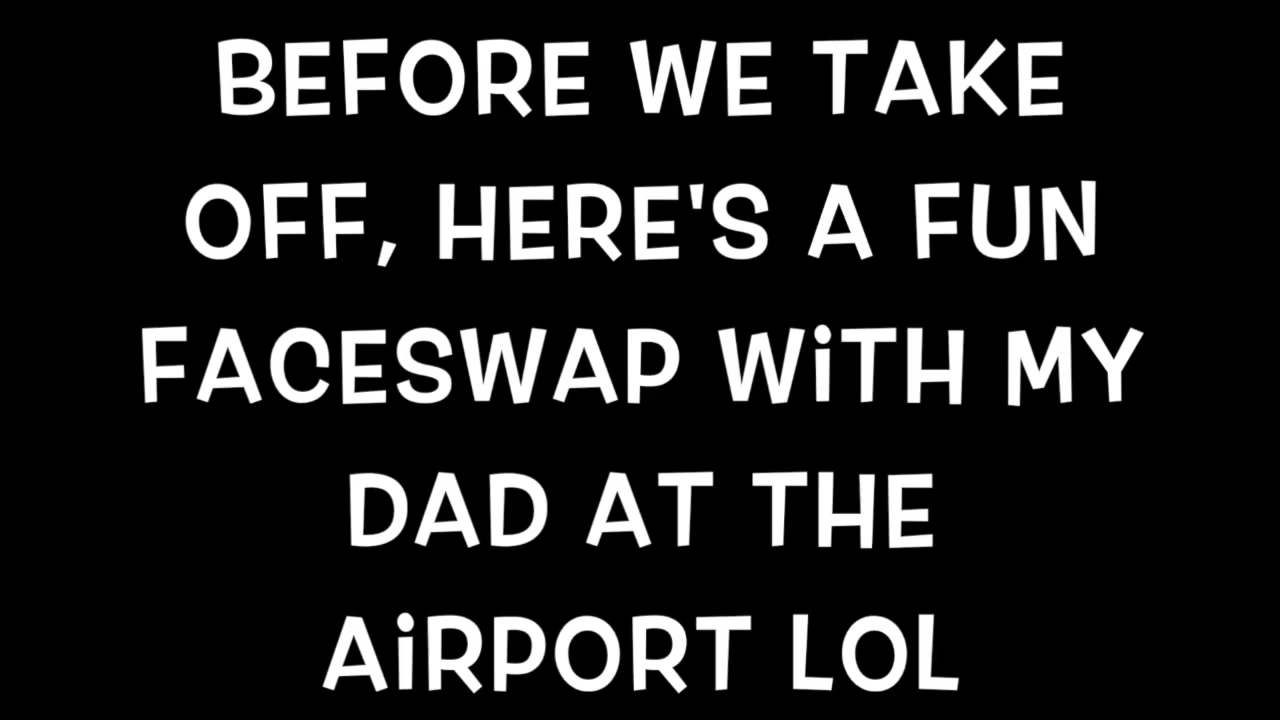 BEFORE WE TAKE
OFF, HERE'S A FUN
FACESWAP WiTH MY
DAD AT THE
AiRPORT LOL